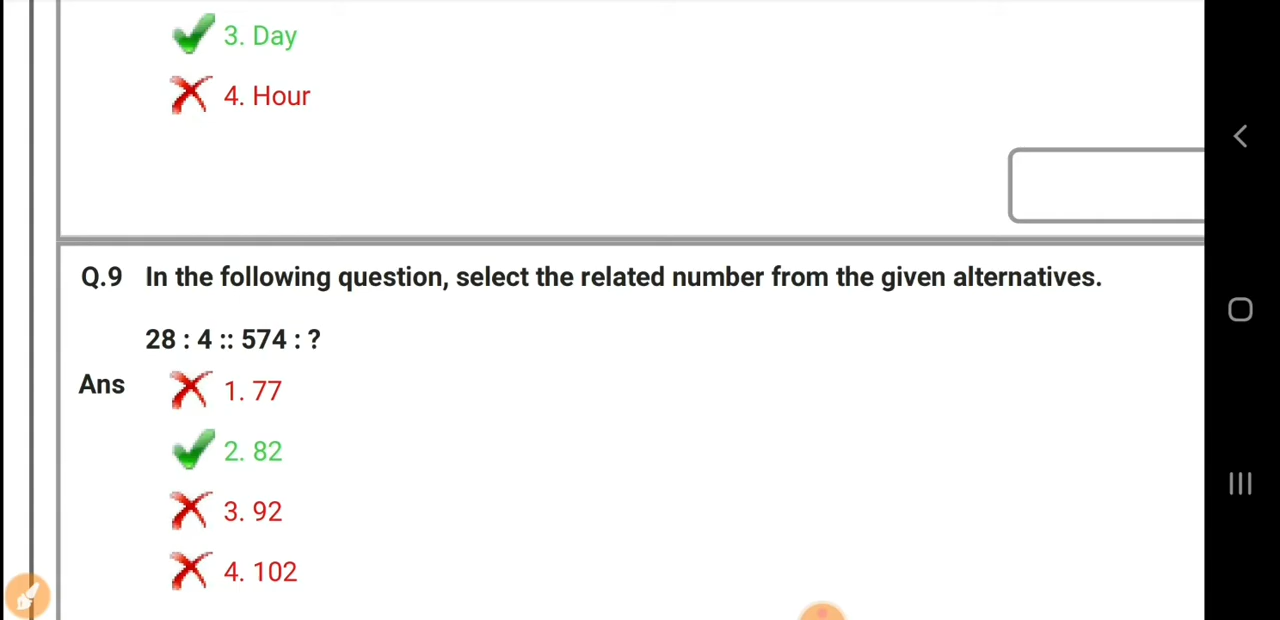 3. Day
4. Hour
Q.9 In the following question, select the related number from the given alternatives.
28 : 4 :: 574 : ?
Ans 1. 77
2. 82
3. 92
4. 102